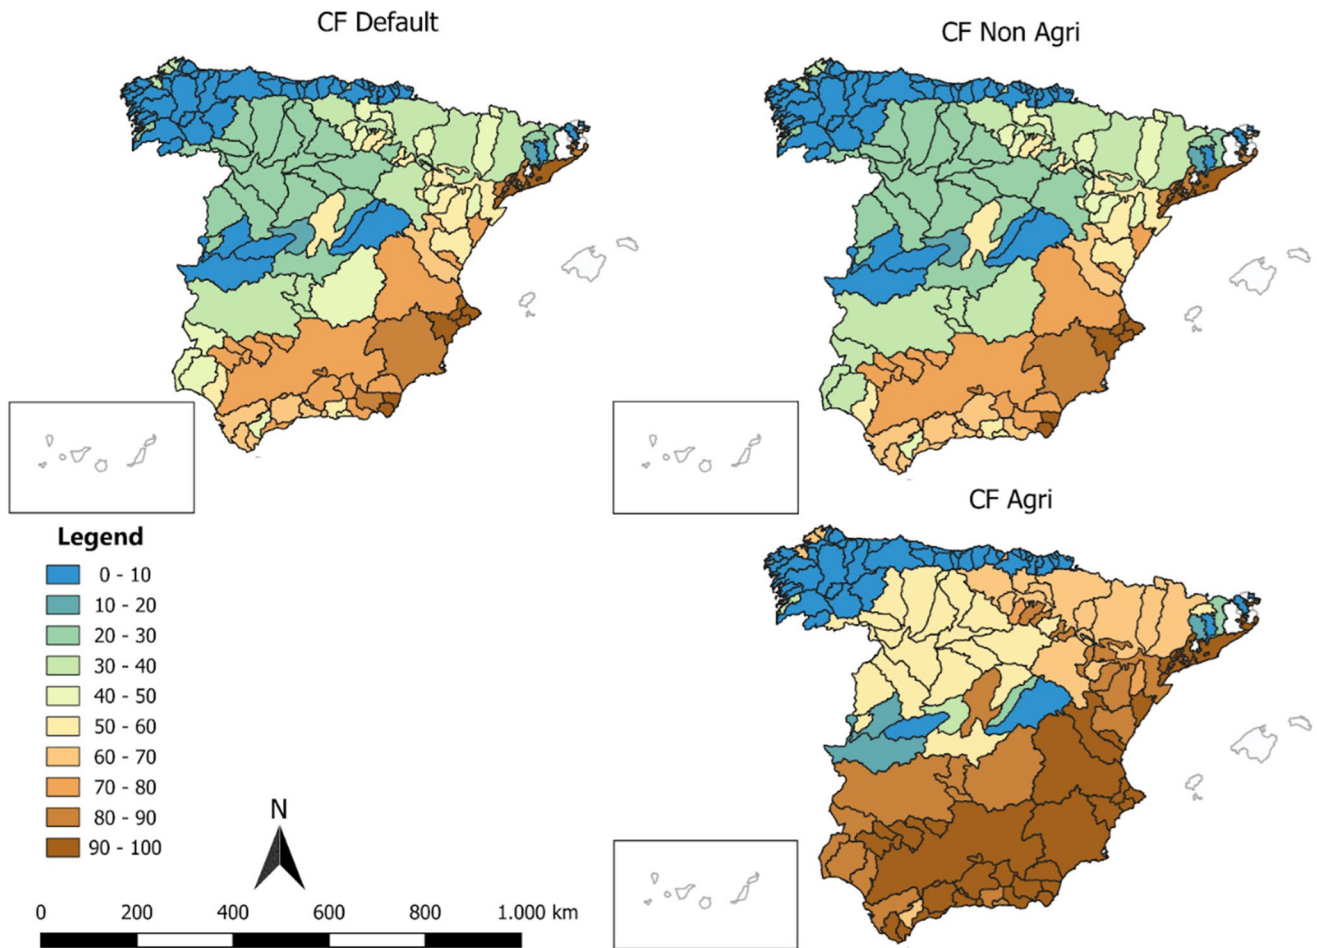 CF Default
CF Non Agri
CF Agri
Legend
0 - 10
10 - 20
20 - 30
30 - 40
40 - 50
50 - 60
60 - 70
70 - 80
80 - 90
90 - 100
N
0 200 400 600 800 1.000 km